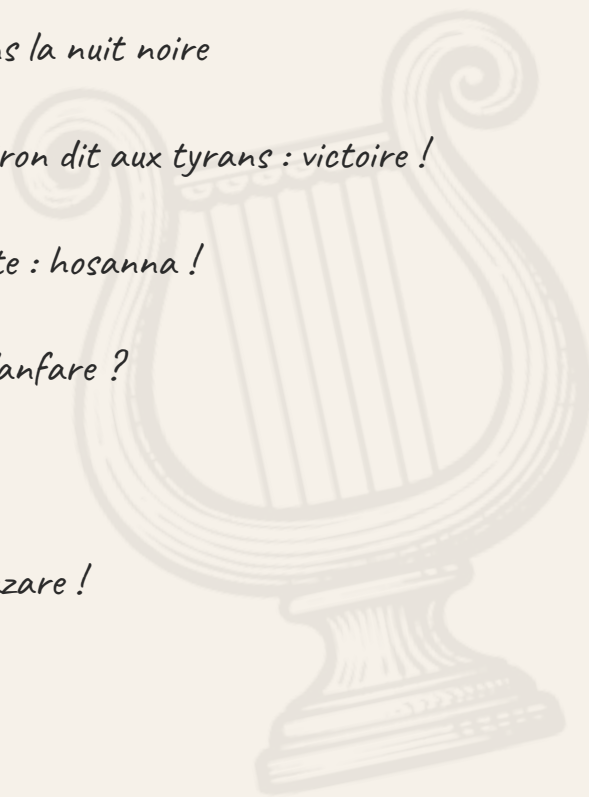 s la nuit noire
ron dit aux tyrans : victoire !
te : hosanna !
anfare ?
zare !